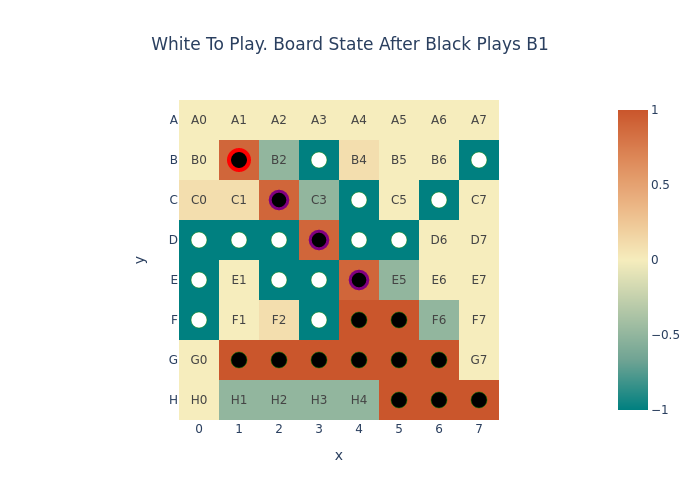 White To Play. Board State After Black Plays B1
A A0 A1 A2 A3 A4 A5 A6 A7
B B0 B2 B4 B5 B6
C C0 C1 C3 C5 C7
D D6 D7
E E1 E5 E6 E7
F F1 F2 F6 F7
G G0 G7
H H0 H1 H2 H3 H4
0 1 2 3 4 5 6 7
x
y
1
0.5
0
−0.5
−1